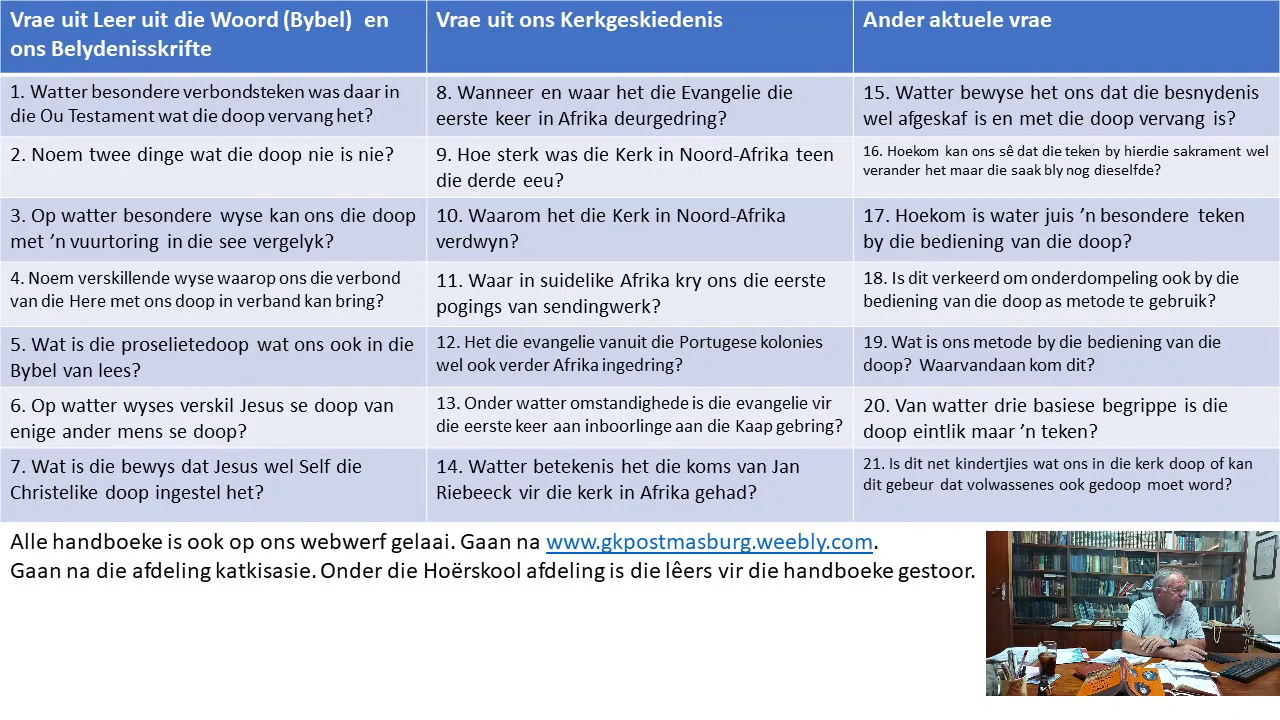 Vrae uit Leer uit die Woord (Bybel) en
ons Belydenisskrifte
Vrae uit ons Kerkgeskiedenis
Ander aktuele vrae
1. Watter besondere verbondsteken was daar in
die Ou Testament wat die doop vervang het?
8. Wanneer en waar het die Evangelie die
eerste keer in Afrika deurgedring?
15. Watter bewyse het ons dat die besnydenis
wel afgeskaf is en met die doop vervang is?
2. Noem twee dinge wat die doop nie is nie?
9. Hoe sterk was die Kerk in Noord-Afrika teen
die derde eeu?
16. Hoekom kan ons sê dat die teken by hierdie sakrament wel
verander het maar die saak bly nog dieselfde?
3. Op watter besondere wyse kan ons die doop
met ’n vuurtoring in die see vergelyk?
10. Waarom het die Kerk in Noord-Afrika
verdwyn?
17. Hoekom is water juis ’n besondere teken
by die bediening van die doop?
4. Noem verskillende wyse waarop ons die verbond
van die Here met ons doop in verband kan bring?
11. Waar in suidelike Afrika kry ons die eerste
pogings van sendingwerk?
18. Is dit verkeerd om onderdompeling ook by die
bediening van die doop as metode te gebruik?
5. Wat is die proselietedoop wat ons ook in die
Bybel van lees?
12. Het die evangelie vanuit die Portugese kolonies
wel ook verder Afrika ingedring?
19. Wat is ons metode by die bediening van die
doop? Waarvandaan kom dit?
6. Op watter wyses verskil Jesus se doop van
enige ander mens se doop?
13. Onder watter omstandighede is die evangelie vir
die eerste keer aan inboorlinge aan die Kaap gebring?
20. Van watter drie basiese begrippe is die
doop eintlik maar ’n teken?
7. Wat is die bewys dat Jesus wel Self die
Christelike doop ingestel het?
14. Watter betekenis het die koms van Jan
Riebeeck vir die kerk in Afrika gehad?
21. Is dit net kindertjies wat ons in die kerk doop of kan
dit gebeur dat volwassenes ook gedoop moet word?
Alle handboeke is ook op ons webwerf gelaai. Gaan na www.gkpostmasburg.weebly.com.
Gaan na die afdeling katkisasie. Onder die Hoërskool afdeling is die lêers vir die handboeke gestoor.